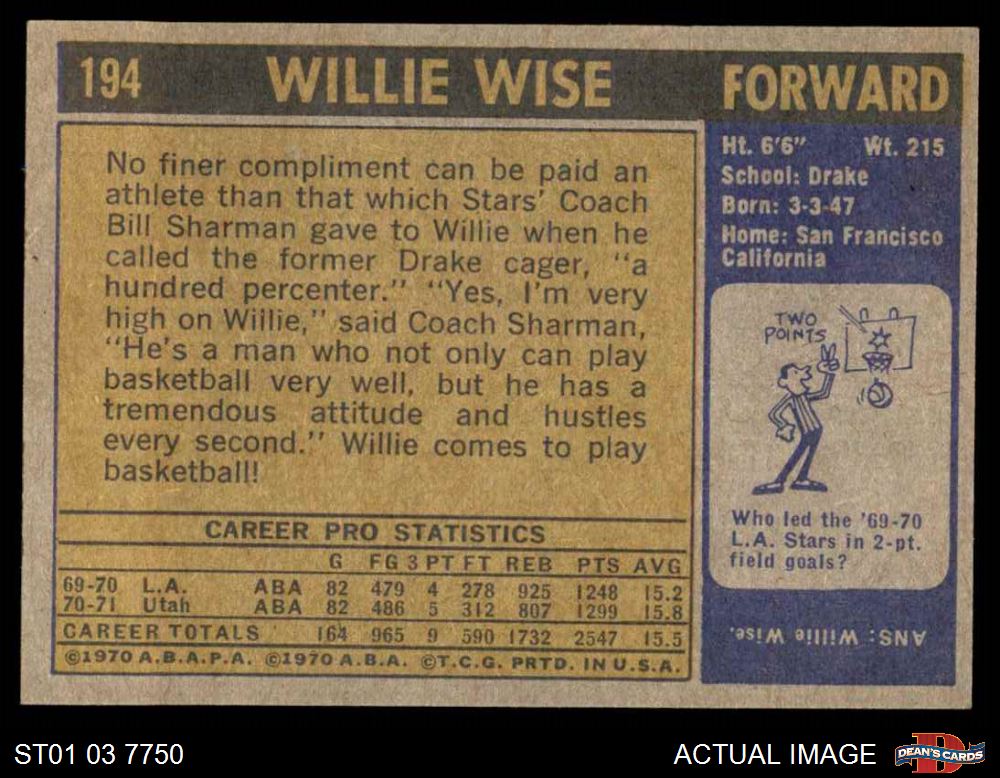 194 WILLIE WISE FORWARD
No finer compliment can be paid an
athlete than that which Stars' Coach
Bill Sharman gave to Willie when he
called the former Drake cager, "a
hundred percenter." "Yes, I'm very
high on Willie," said Coach Sharman,
"He's a man who not only can play
basketball very well, but he has a
tremendous attitude and hustles
every second." Willie comes to play
basketball!
CAREER PRO STATISTICS
G FG 3 PT FT REB PTS AVG
69-70 L.A. ABA 82 479 4 278 925 1248 15.2
70-71 Utah ABA 82 486 5 312 807 1299 15.8
CAREER TOTALS 164 965 9 590 1732 2547 15.5
©1970 A.B.A.P.A. ©1970 A.B.A. ©T.C.G. PRTD. IN U.S.A.
Ht. 6'6" Wt. 215
School: Drake
Born: 3-3-47
Home: San Francisco
California
TWO
POINTS
Who led the '69-70
L.A. Stars in 2-pt.
field goals?
ANS: Willie Wise.
ST01 03 7750
ACTUAL IMAGE
D
DEAN'S CARDS